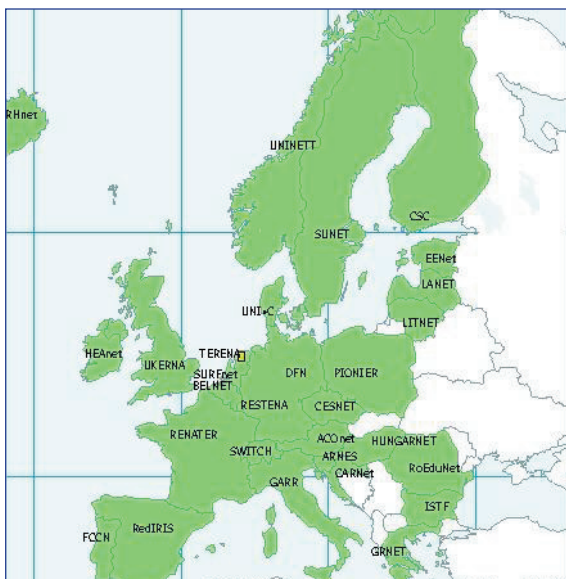 RHnet
UNINETT
CSC
SUNET
EENet
LANET
UNI•C
LITNET
HEAnet
TERENA
UKERNA
SURFnet
DFN
PIONIER
BELNET
RESTENA
CESNET
RENATER
ACOnet
HUNGARNET
SWITCH
ARNES
RoEduNet
CARNet
GARR
ISTF
RedIRIS
FCCN
GRNET